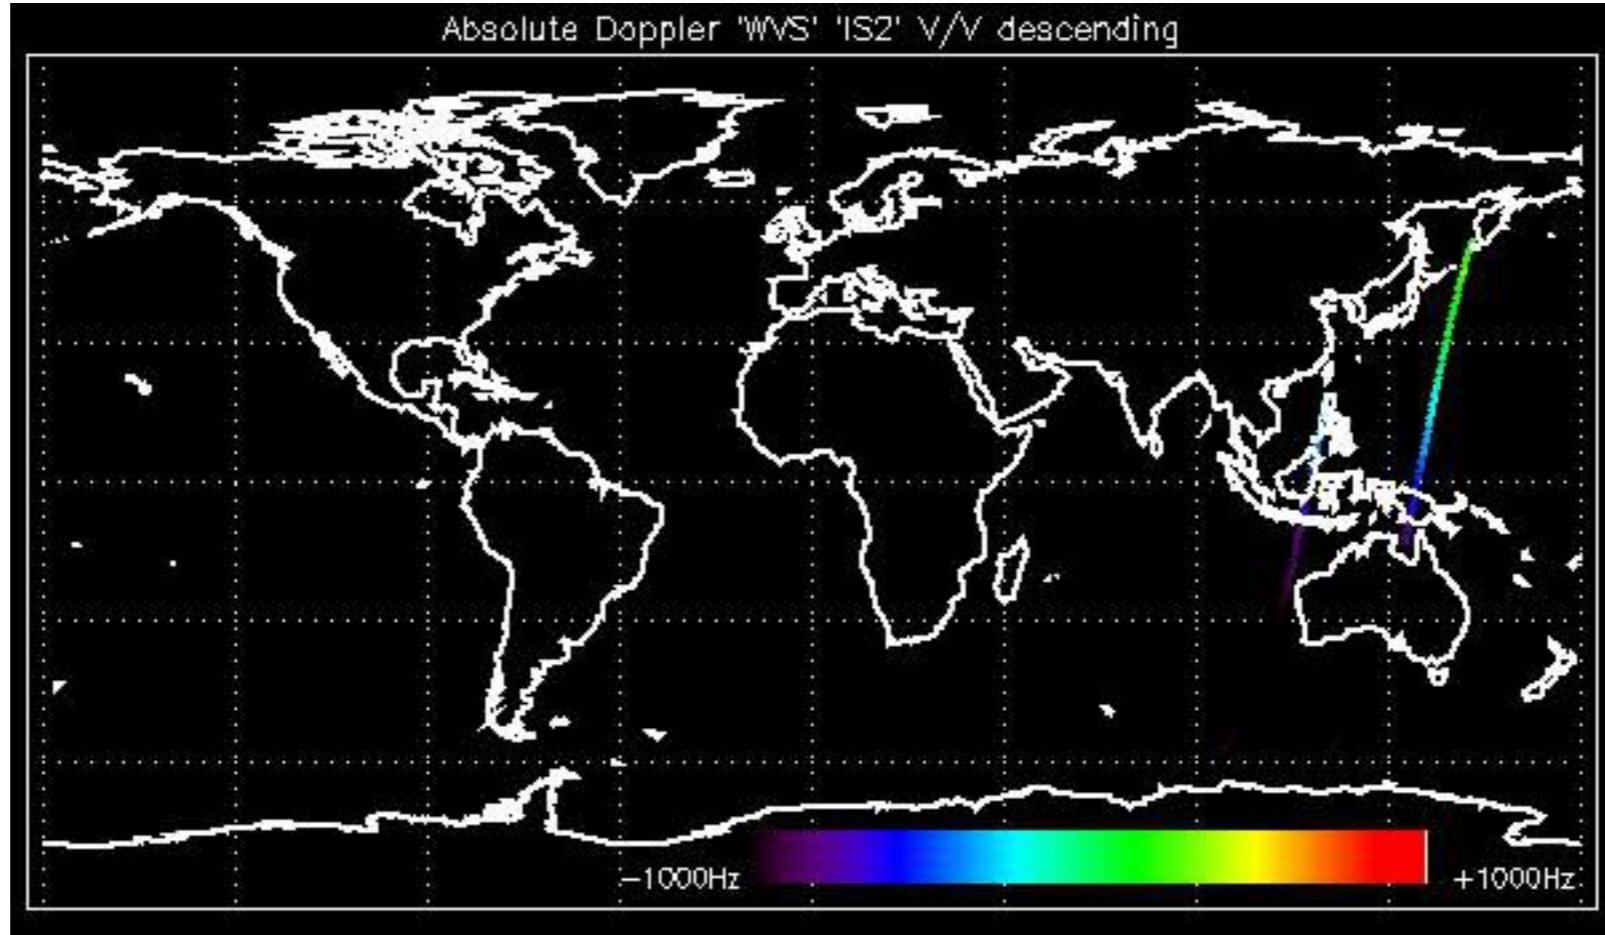 Absolute Doppler 'WVS' 'IS2' V/V descending
-1000Hz
+1000Hz